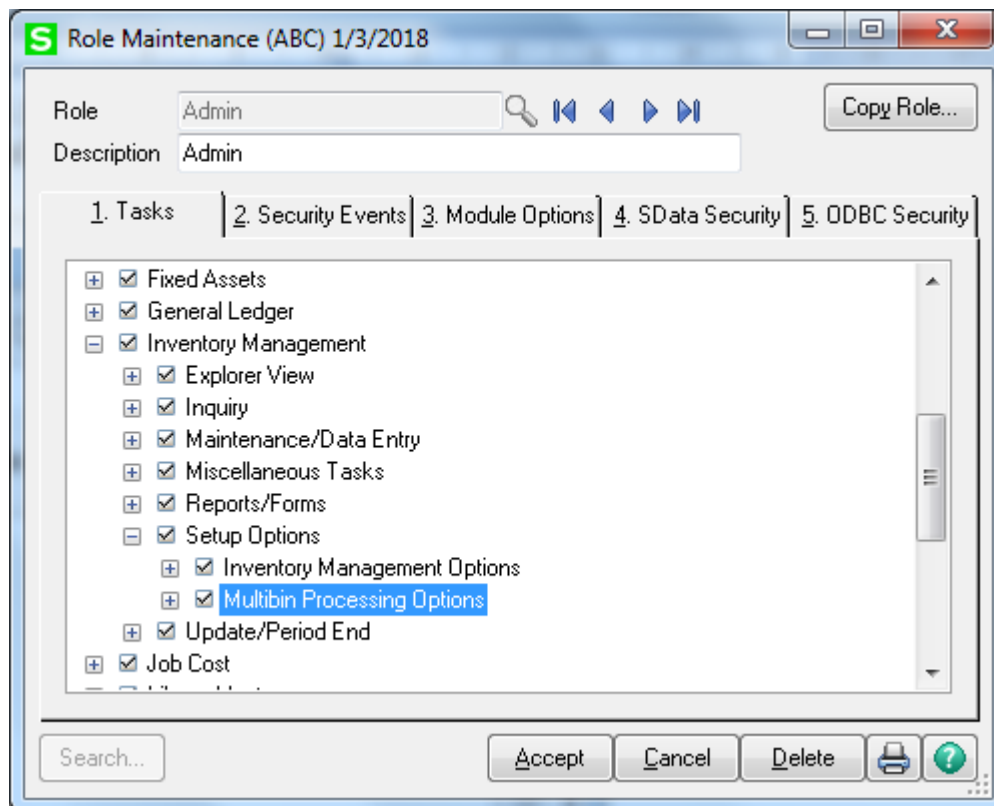 S Role Maintenance (ABC) 1/3/2018
Role Admin Copy Role...
Description Admin
1. Tasks 2. Security Events 3. Module Options 4. SData Security 5. ODBC Security
Fixed Assets
General Ledger
Inventory Management
Explorer View
Inquiry
Maintenance/Data Entry
Miscellaneous Tasks
Reports/Forms
Setup Options
Inventory Management Options
Multibin Processing Options
Update/Period End
Job Cost
Search... Accept Cancel Delete ?